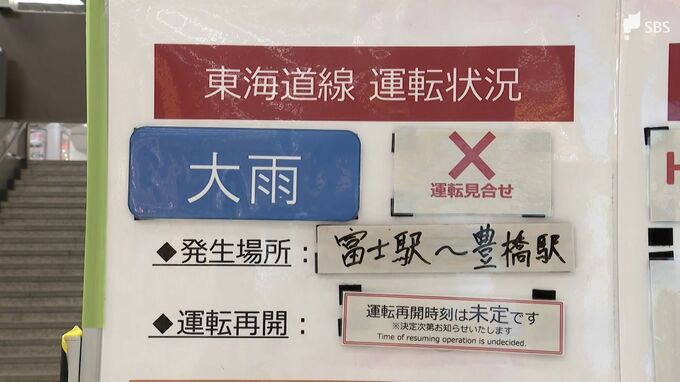 SBS
東海道線 運転状況
大雨
運転見合せ
◆発生場所：
富士駅～豊橋駅
◆運転再開：
運転再開時刻は未定です
※決定次第お知らせいたします
Time of resuming operation is undecided.